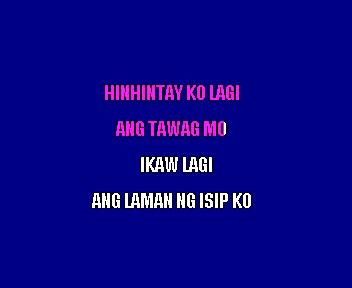 HINHINTAY KO LAGI
ANG TAWAG MO
IKAW LAGI
ANG LAMAN NG ISIP KO